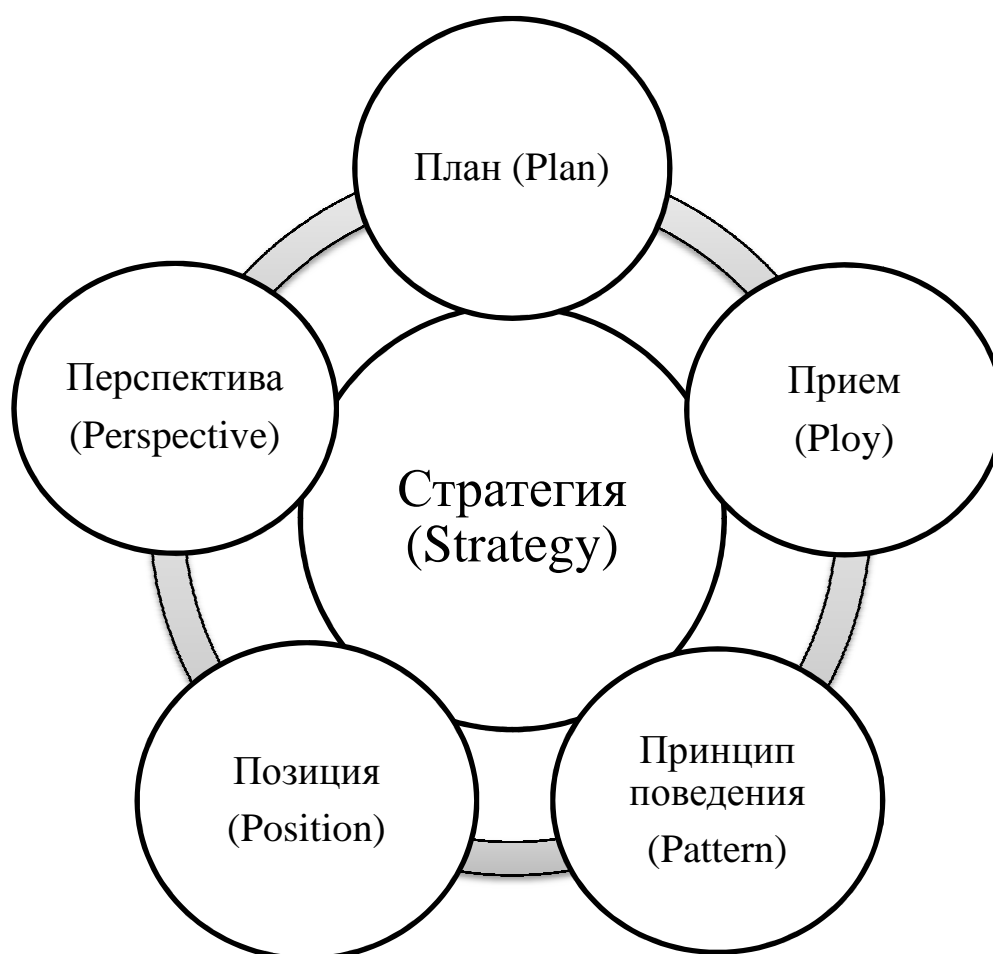 План (Plan)
Прием
(Ploy)
Принцип
поведения
(Pattern)
Позиция
(Position)
Перспектива
(Perspective)
Стратегия
(Strategy)